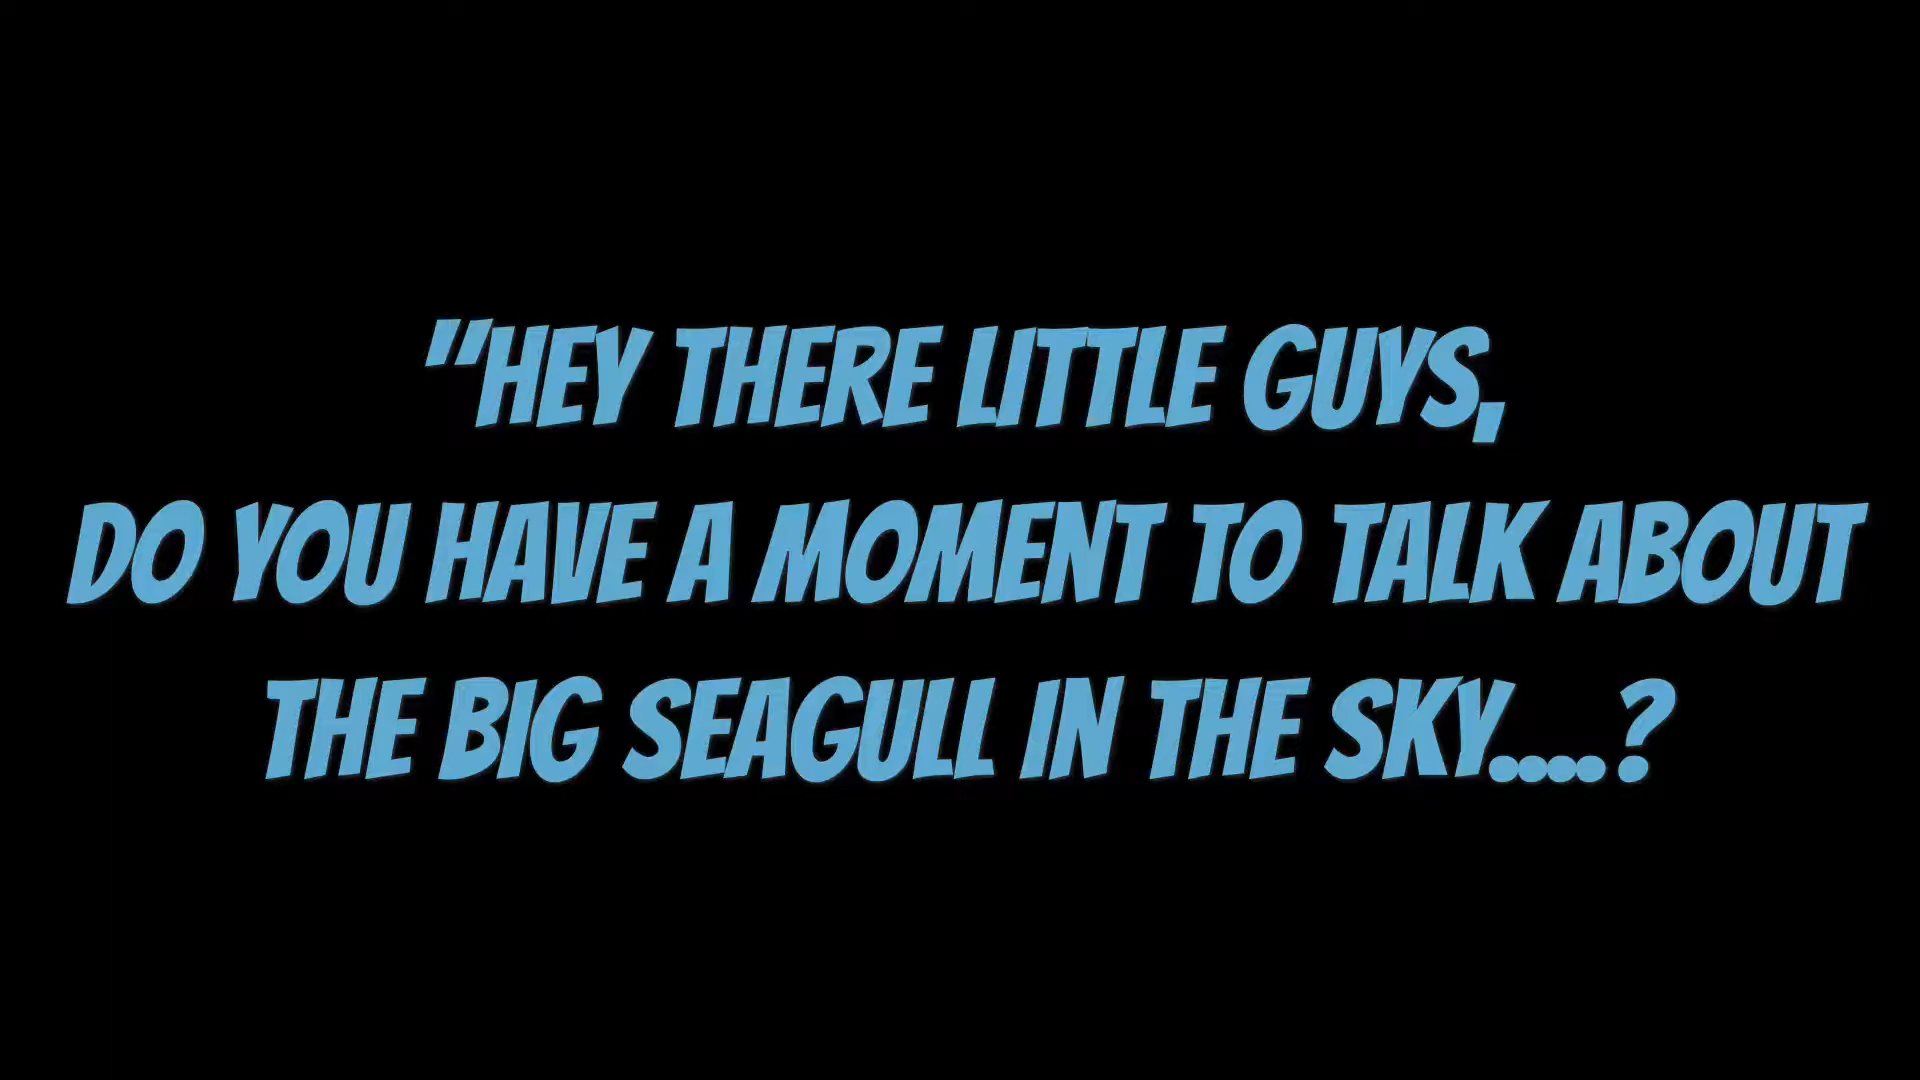 "HEY THERE LITTLE GUYS,
DO YOU HAVE A MOMENT TO TALK ABOUT
THE BIG SEAGULL IN THE SKY....?